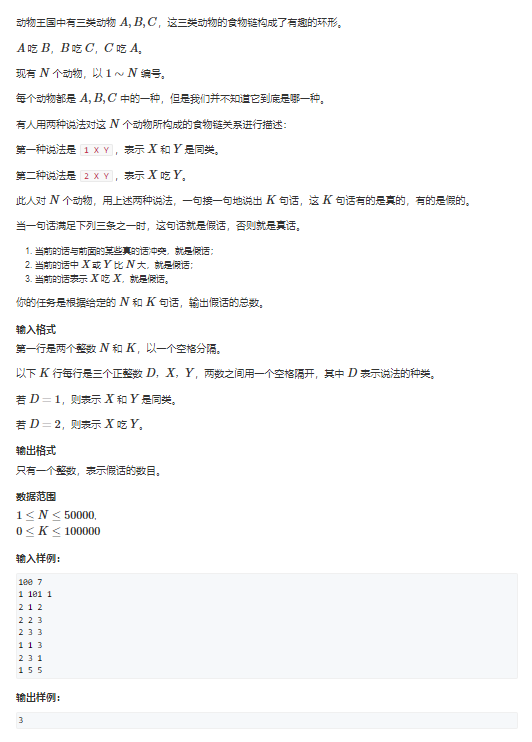 动物王国中有三类动物 A, B, C，这三类动物的食物链构成了有趣的环形。
A 吃 B，B 吃 C，C 吃 A。
现有 N 个动物，以 1 ∼ N 编号。
每个动物都是 A, B, C 中的一种，但是我们并不知道它到底是哪一种。
有人用两种说法对这 N 个动物所构成的食物链关系进行描述：
第一种说法是 1 X Y，表示 X 和 Y 是同类。
第二种说法是 2 X Y，表示 X 吃 Y。
此人对 N 个动物，用上述两种说法，一句接一句地说出 K 句话，这 K 句话有的是真的，有的是假的。
当一句话满足下列三条之一时，这句话就是假话，否则就是真话。
1. 当前的话与前面的某些真的话冲突，就是假话；
2. 当前的话中 X 或 Y 比 N 大，就是假话；
3. 当前的话表示 X 吃 X，就是假话。
你的任务是根据给定的 N 和 K 句话，输出假话的总数。
输入格式
第一行是两个整数 N 和 K，以一个空格分隔。
以下 K 行每行是三个正整数 D，X，Y，两数之间用一个空格隔开，其中 D 表示说法的种类。
若 D = 1，则表示 X 和 Y 是同类。
若 D = 2，则表示 X 吃 Y。
输出格式
只有一个整数，表示假话的数目。
数据范围
1 ≤ N ≤ 50000,
0 ≤ K ≤ 100000
输入样例：
100 7
1 101 1
2 1 2
2 2 3
2 3 3
1 1 3
2 3 1
1 5 5
输出样例：
3